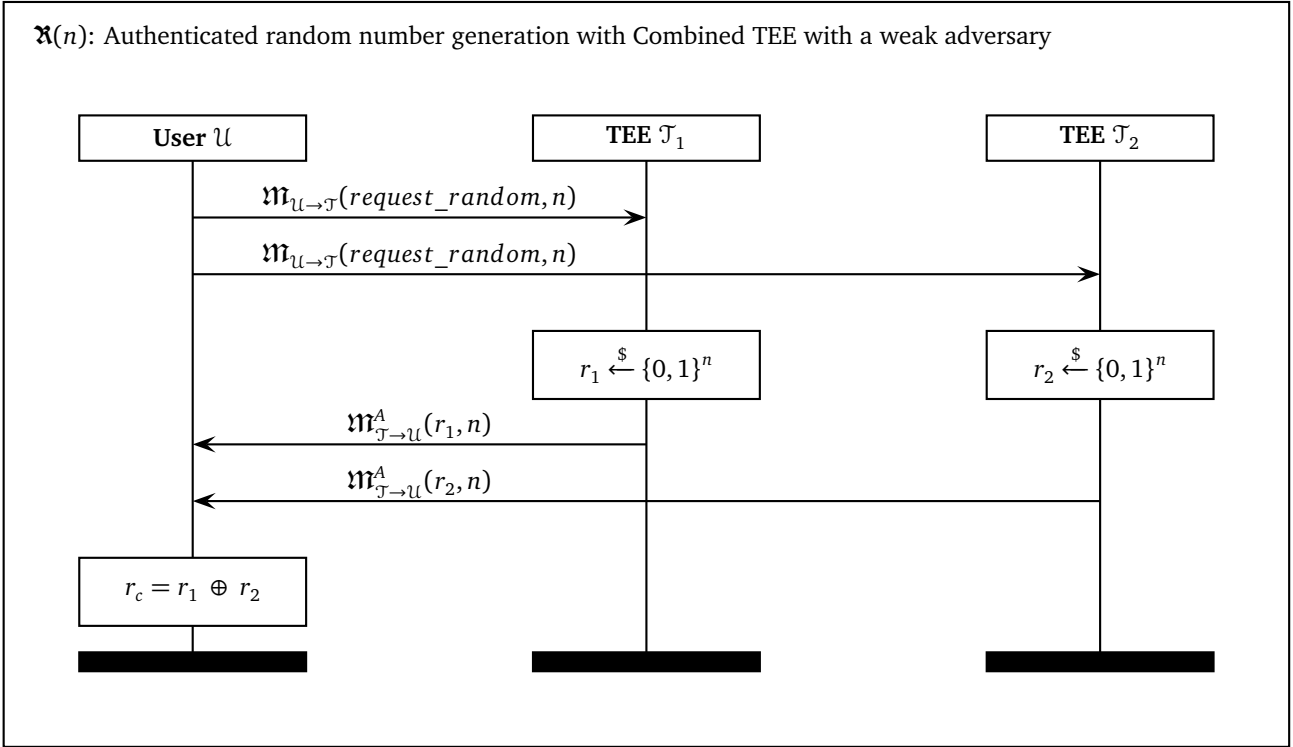 𝕽(n): Authenticated random number generation with Combined TEE with a weak adversary
User 𝒰
TEE 𝒯₁
TEE 𝒯₂
𝕸_{𝒰→𝒯}(request_random, n)
𝕸_{𝒰→𝒯}(request_random, n)
r₁ ←$ {0, 1}ⁿ
r₂ ←$ {0, 1}ⁿ
𝕸^A_{𝒯→𝒰}(r₁, n)
𝕸^A_{𝒯→𝒰}(r₂, n)
r_c = r₁ ⊕ r₂